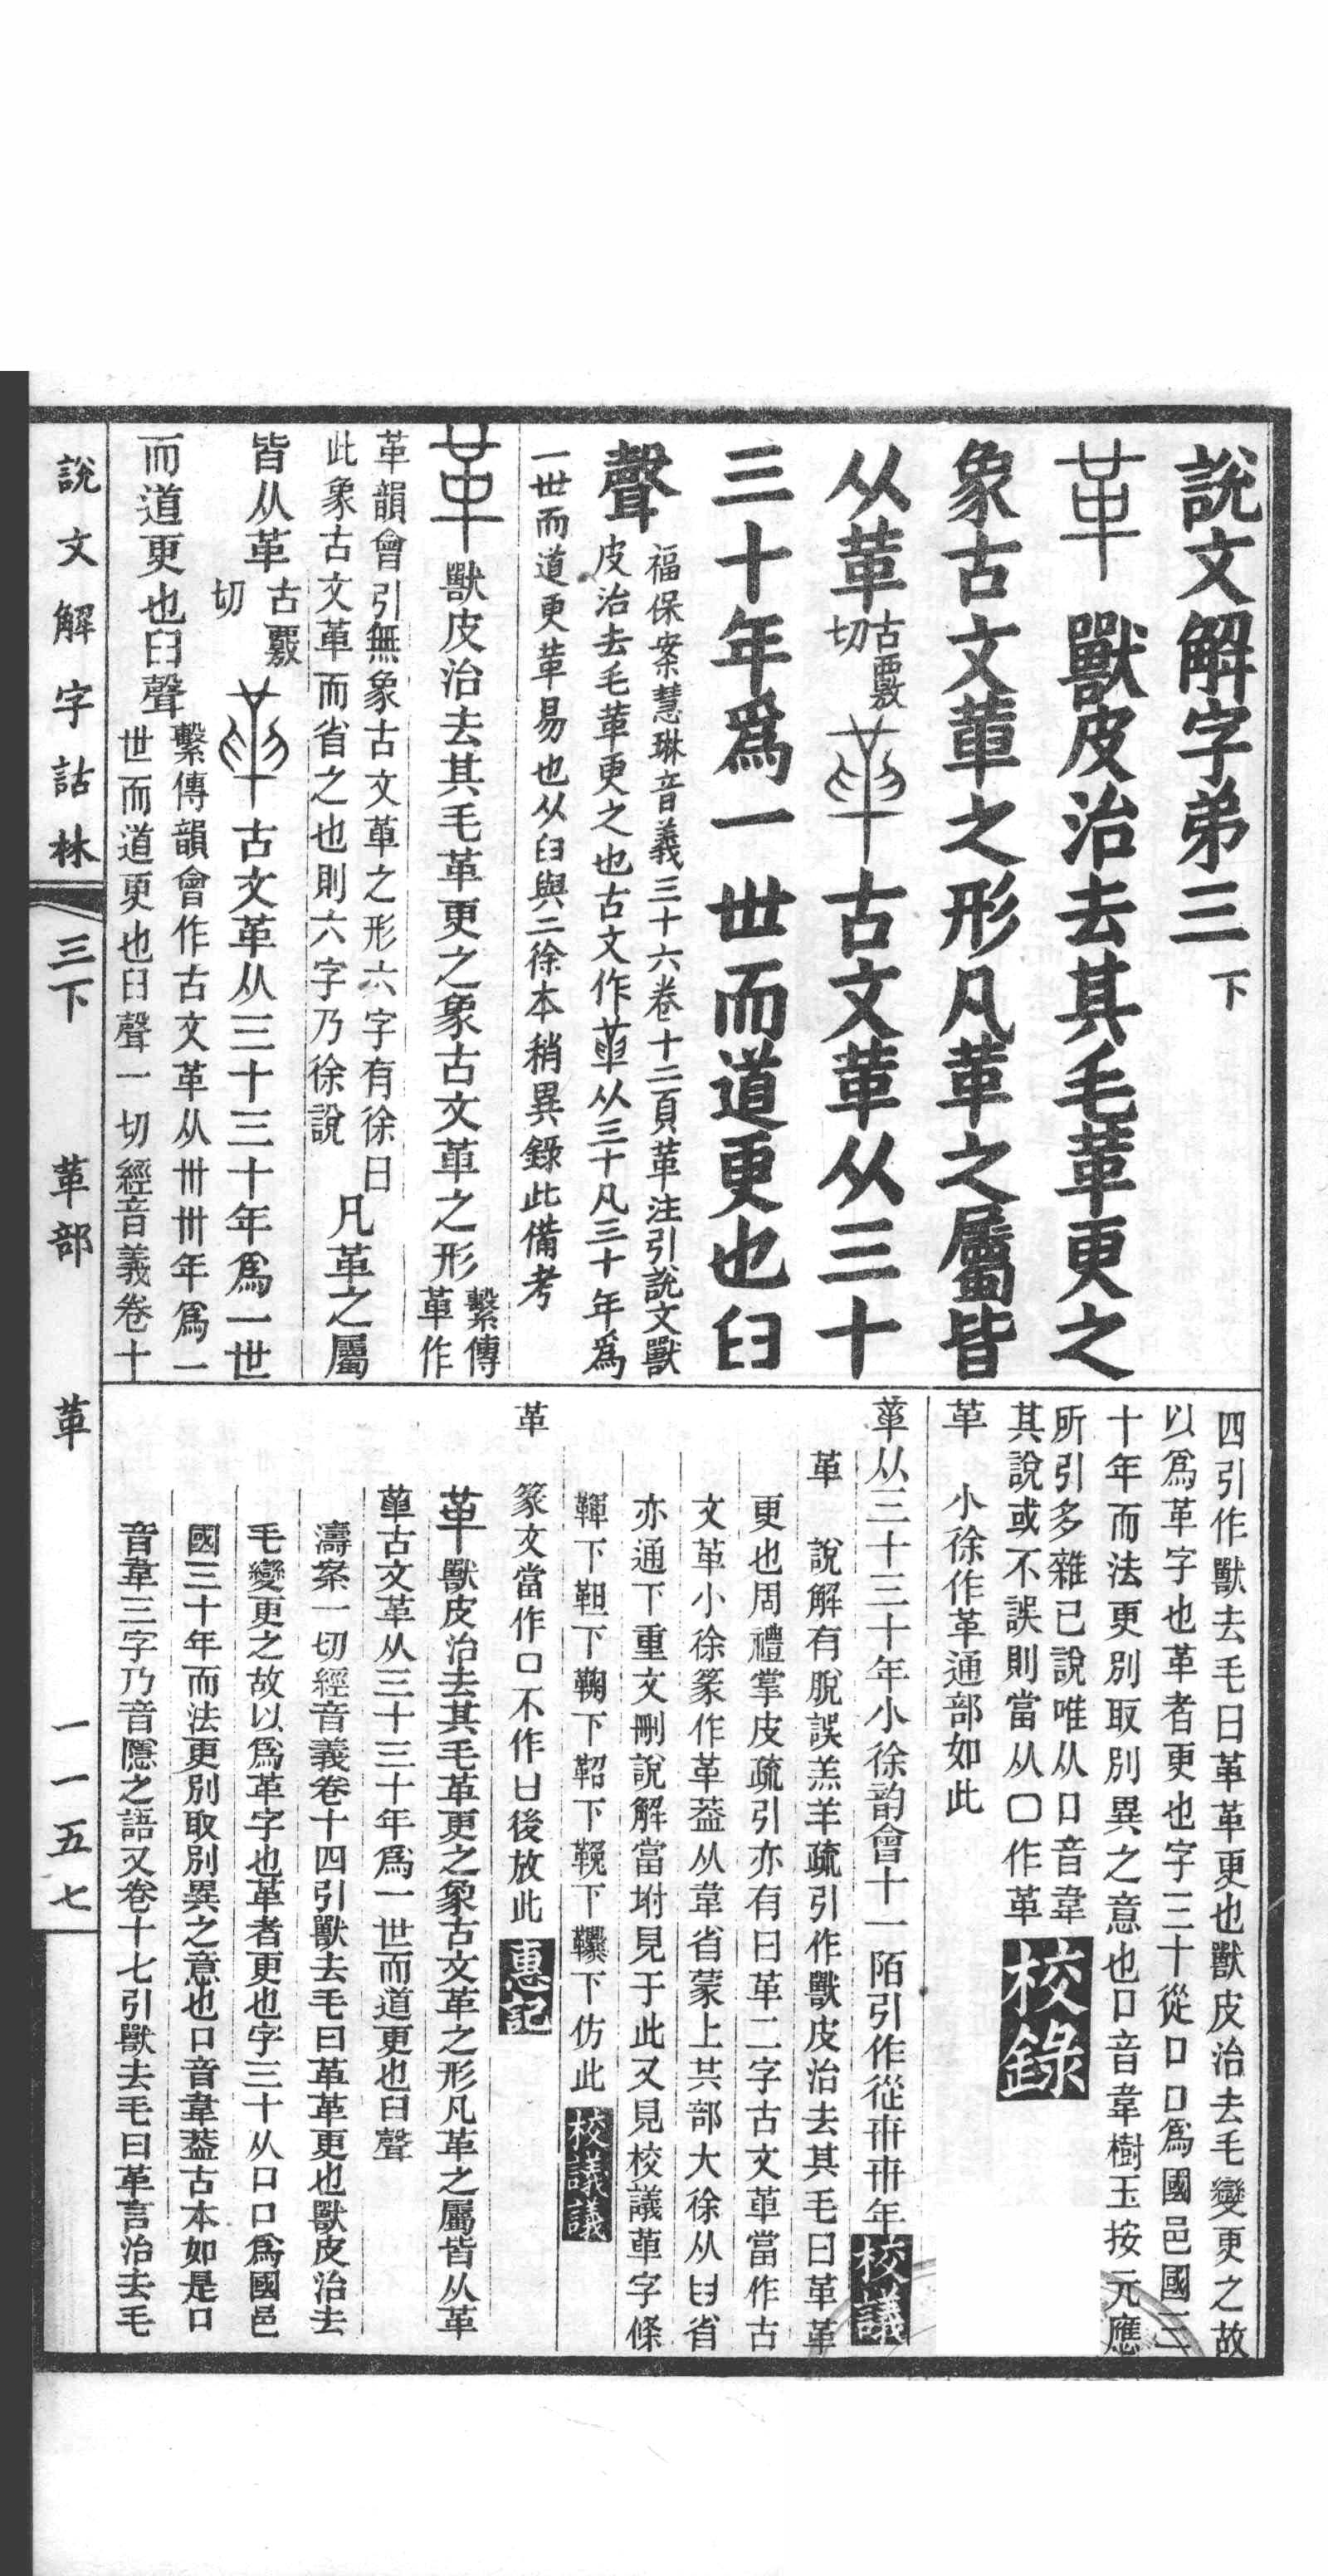 說文解字弟三下
革 獸皮治去其毛革更之
象古文革之形凡革之屬皆
从革古覈切 古文革从三十
三十年爲一世而道更也𦥑
聲福保案慧琳音義三十六卷十二頁革注引說文獸
皮治去毛革更之也古文作革从三十凡三十年爲
一世而道更革易也从𦥑與二徐本稍異錄此備考
革 獸皮治去其毛革更之象古文革之形繫傳革作
革韻會引無象古文革之形六字有徐曰
此象古文革而省之也則六字乃徐說凡革之屬
皆从革古覈切 古文革从三十三十年爲一世
而道更也𦥑聲繫傳韻會作古文革从卅卅年爲一
世而道更也𦥑聲一切經音義卷十
四引作獸去毛曰革革更也獸皮治去毛變更之故
以爲革字也革者更也字三十從口口爲國邑國三
十年而法更別取別異之意也口音韋樹玉按元應
所引多雜已說唯从口音韋
其說或不誤則當从口作革 校錄
革 小徐作革通部如此
革从三十三十年小徐韵會十一陌引作從卅卅年 校議
革 說解有脫誤羔羊疏引作獸皮治去其毛曰革革
更也周禮掌皮疏引亦有曰革二字古文革當作古
文革小徐篆作革葢从韋省蒙上共部大徐从𦥑省
亦通下重文刪說解當坿見于此又見校議革字條
鞸下靼下鞠下鞀下鞔下韅下仿此 校議議
革 篆文當作口不作廿後放此 惠記
革 獸皮治去其毛革更之象古文革之形凡革之屬皆从革
革古文革从三十三十年爲一世而道更也𦥑聲
濤案一切經音義卷十四引獸去毛曰革革更也獸皮治去
毛變更之故以爲革字也革者更也字三十从口口爲國邑
國三十年而法更別取別異之意也口音韋葢古本如是口
音韋三字乃音隱之語又卷十七引獸去毛曰革言治去毛
說文解字詁林 三下 革部 革 一一五七